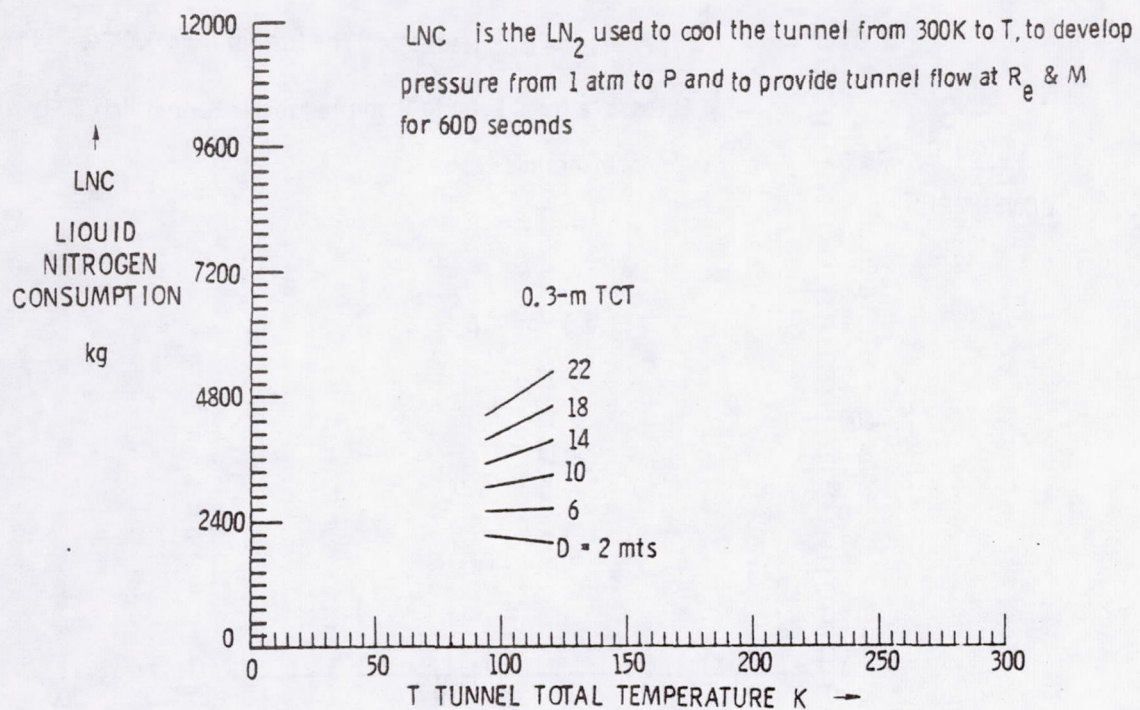 12000
LNC is the LN2 used to cool the tunnel from 300K to T, to develop
pressure from 1 atm to P and to provide tunnel flow at Re & M
for 60D seconds
9600
LNC
LIQUID
NITROGEN
CONSUMPTION
kg
7200
0.3-m TCT
22
4800
18
14
10
6
2400
D = 2 mts
0
0 50 100 150 200 250 300
T TUNNEL TOTAL TEMPERATURE K →